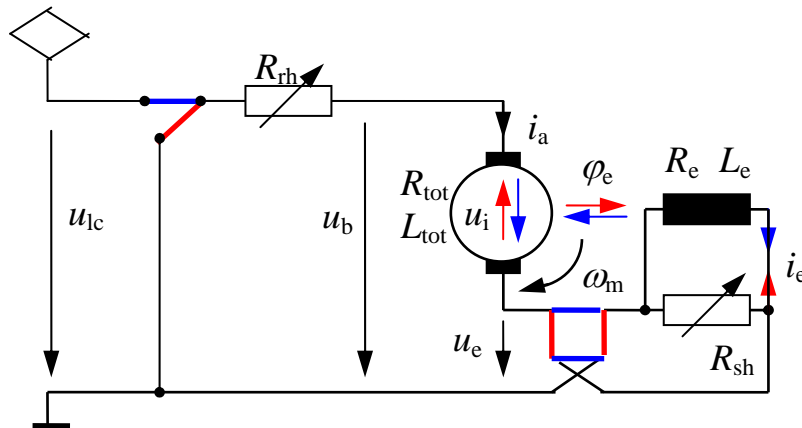 R_rh
i_a
R_e L_e
φ_e
R_tot
u_lc
u_b
u_i
L_tot
i_e
ω_m
u_e
R_sh